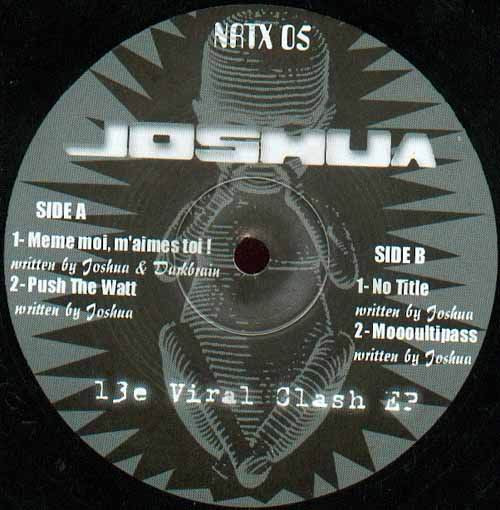 NRTX 05
JOSHUA
SIDE A
1- Meme moi, m'aimes toi !
written by Joshua & Darkbrain
2- Push The Watt
written by Joshua
SIDE B
1- No Title
written by Joshua
2- Moooultipass
written by Joshua
13e Viral Clash EP